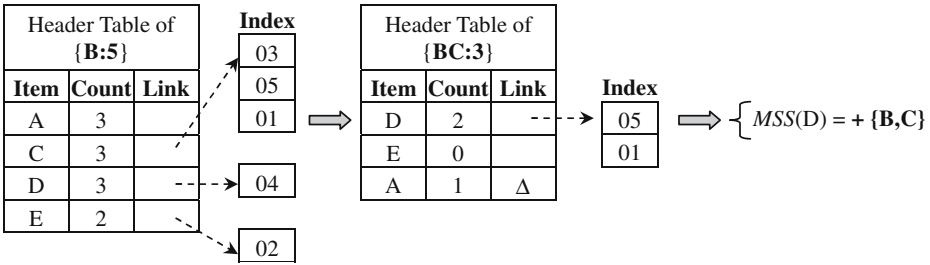 Header Table of
{B:5}
Item Count Link
A 3
C 3
D 3
E 2
Index
03
05
01
04
02
Header Table of
{BC:3}
Item Count Link
D 2
E 0
A 1 Δ
Index
05
01
{ MSS(D) = + {B,C}